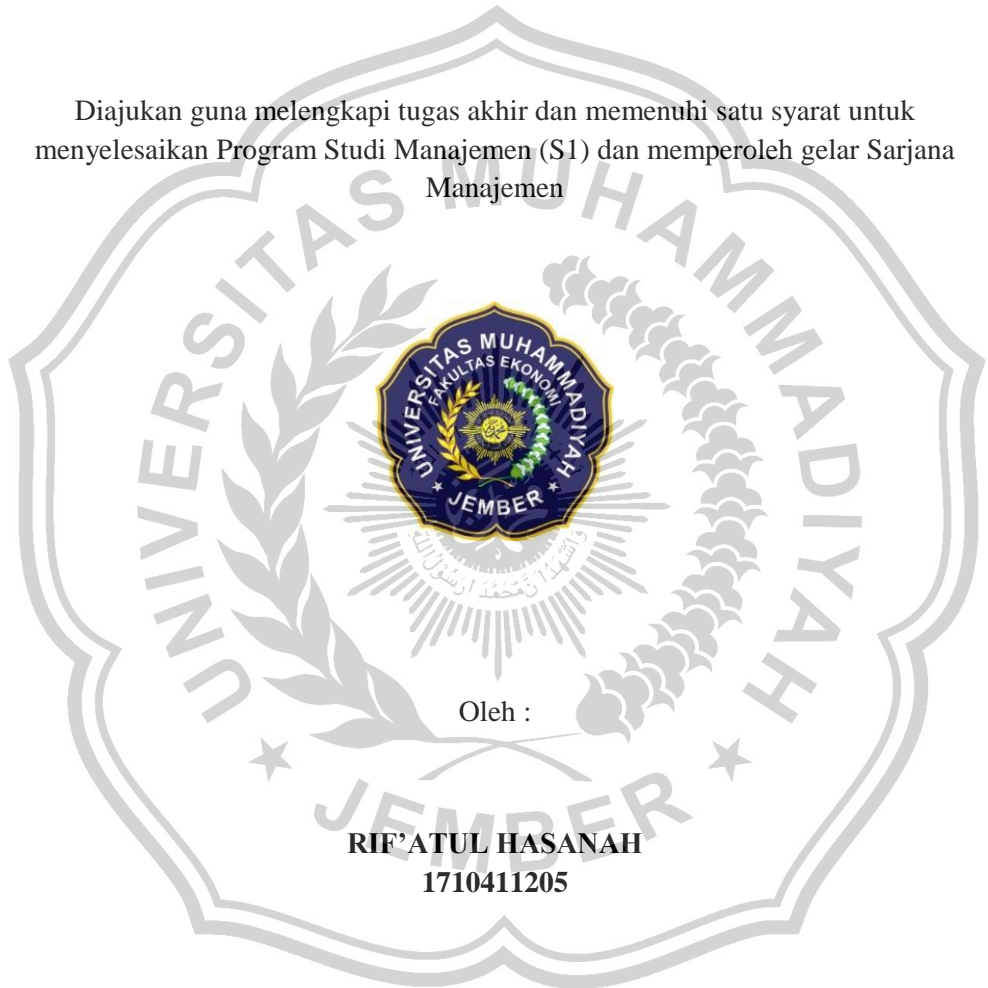 Diajukan guna melengkapi tugas akhir dan memenuhi satu syarat untuk
menyelesaikan Program Studi Manajemen (S1) dan memperoleh gelar Sarjana
Manajemen
UNIVERSITAS MUHAMMADIYAH
FAKULTAS EKONOMI
JEMBER
UNIVERSITAS MUHAMMADIYAH
JEMBER
Oleh :
RIF’ATUL HASANAH
1710411205